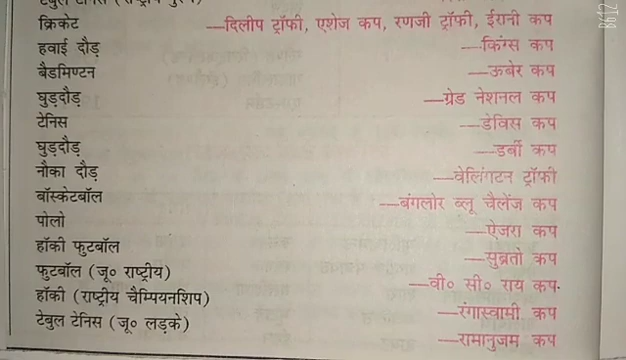 क्रिकेट —दिलीप ट्रॉफी, एशेज कप, रणजी ट्रॉफी, ईरानी कप
हवाई दौड़ —किंग्स कप
बैडमिण्टन —ऊबेर कप
घुड़दौड़ —ग्रेड नेशनल कप
टेनिस —डेविस कप
घुड़दौड़ —डर्बी कप
नौका दौड़ —वेलिंगटन ट्रॉफी
बॉस्केटबॉल —बंगलोर ब्लू चैलेंज कप
पोलो —ऐजरा कप
हॉकी फुटबॉल —सुब्रतो कप
फुटबॉल (जू० राष्ट्रीय) —वी० सी० राय कप
हॉकी (राष्ट्रीय चैम्पियनशिप) —रंगास्वामी कप
टेबुल टेनिस (जू० लड़के) —रामानुजम कप